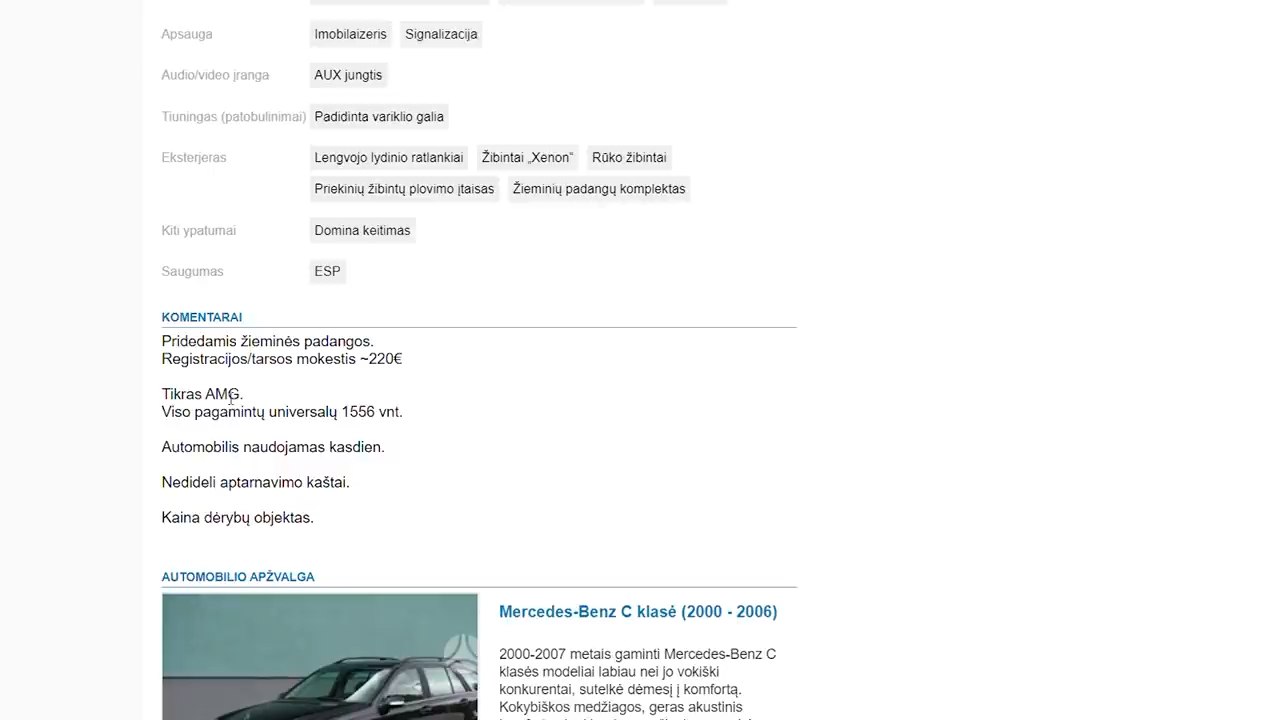 Apsauga Imobilaizeris Signalizacija
Audio/video įranga AUX jungtis
Tiuningas (patobulinimai) Padidinta variklio galia
Eksterjeras Lengvojo lydinio ratlankiai Žibintai „Xenon“ Rūko žibintai
Priekinių žibintų plovimo įtaisas Žieminių padangų komplektas
Kiti ypatumai Domina keitimas
Saugumas ESP
KOMENTARAI
Pridedamis žieminės padangos.
Registracijos/tarsos mokestis ~220€
Tikras AMG.
Viso pagamintų universalų 1556 vnt.
Automobilis naudojamas kasdien.
Nedideli aptarnavimo kaštai.
Kaina dėrybų objektas.
AUTOMOBILIO APŽVALGA
Mercedes-Benz C klasė (2000 - 2006)
2000-2007 metais gaminti Mercedes-Benz C
klasės modeliai labiau nei jo vokiški
konkurentai, sutelkė dėmesį į komfortą.
Kokybiškos medžiagos, geras akustinis